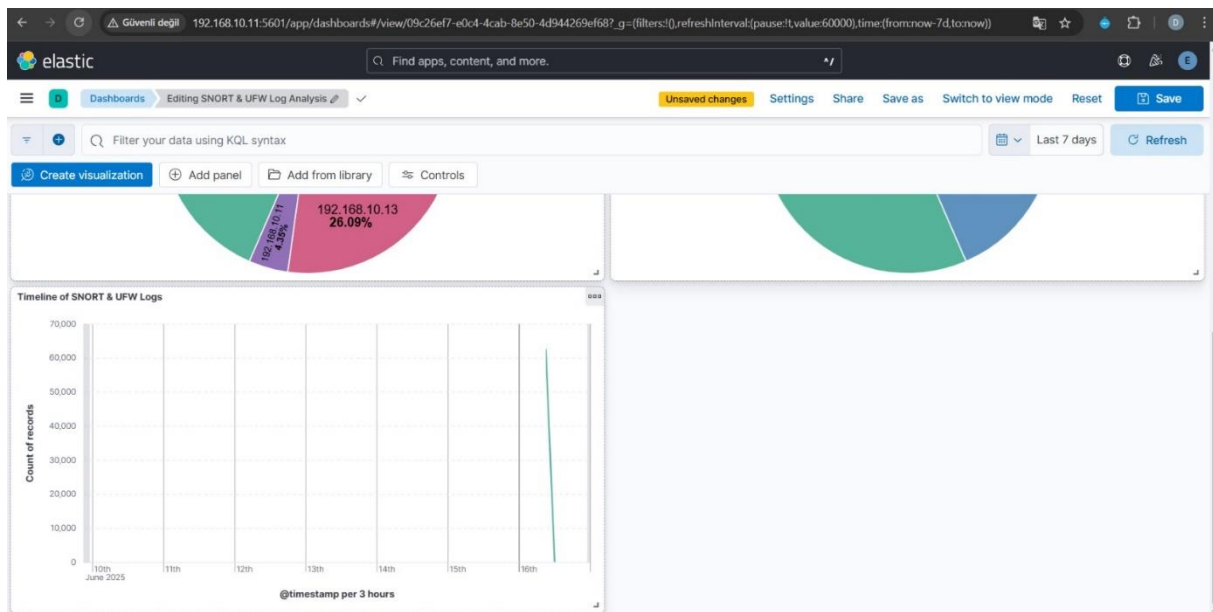 Güvenli değil 192.168.10.11:5601/app/dashboards#/view/09c26ef7-e0c4-4cab-8e50-4d944269ef68?_g=(filters:!(),refreshInterval:(pause:!t,value:60000),time:(from:now-7d,to:now))
D
elastic
Find apps, content, and more.
^/
E
D
Dashboards
Editing SNORT & UFW Log Analysis
Unsaved changes
Settings
Share
Save as
Switch to view mode
Reset
Save
Filter your data using KQL syntax
Last 7 days
Refresh
Create visualization
Add panel
Add from library
Controls
192.168.10.11
4.35%
192.168.10.13
26.09%
Timeline of SNORT & UFW Logs
Count of records
70,000
60,000
50,000
40,000
30,000
20,000
10,000
0
10th
June 2025
11th
12th
13th
14th
15th
16th
@timestamp per 3 hours